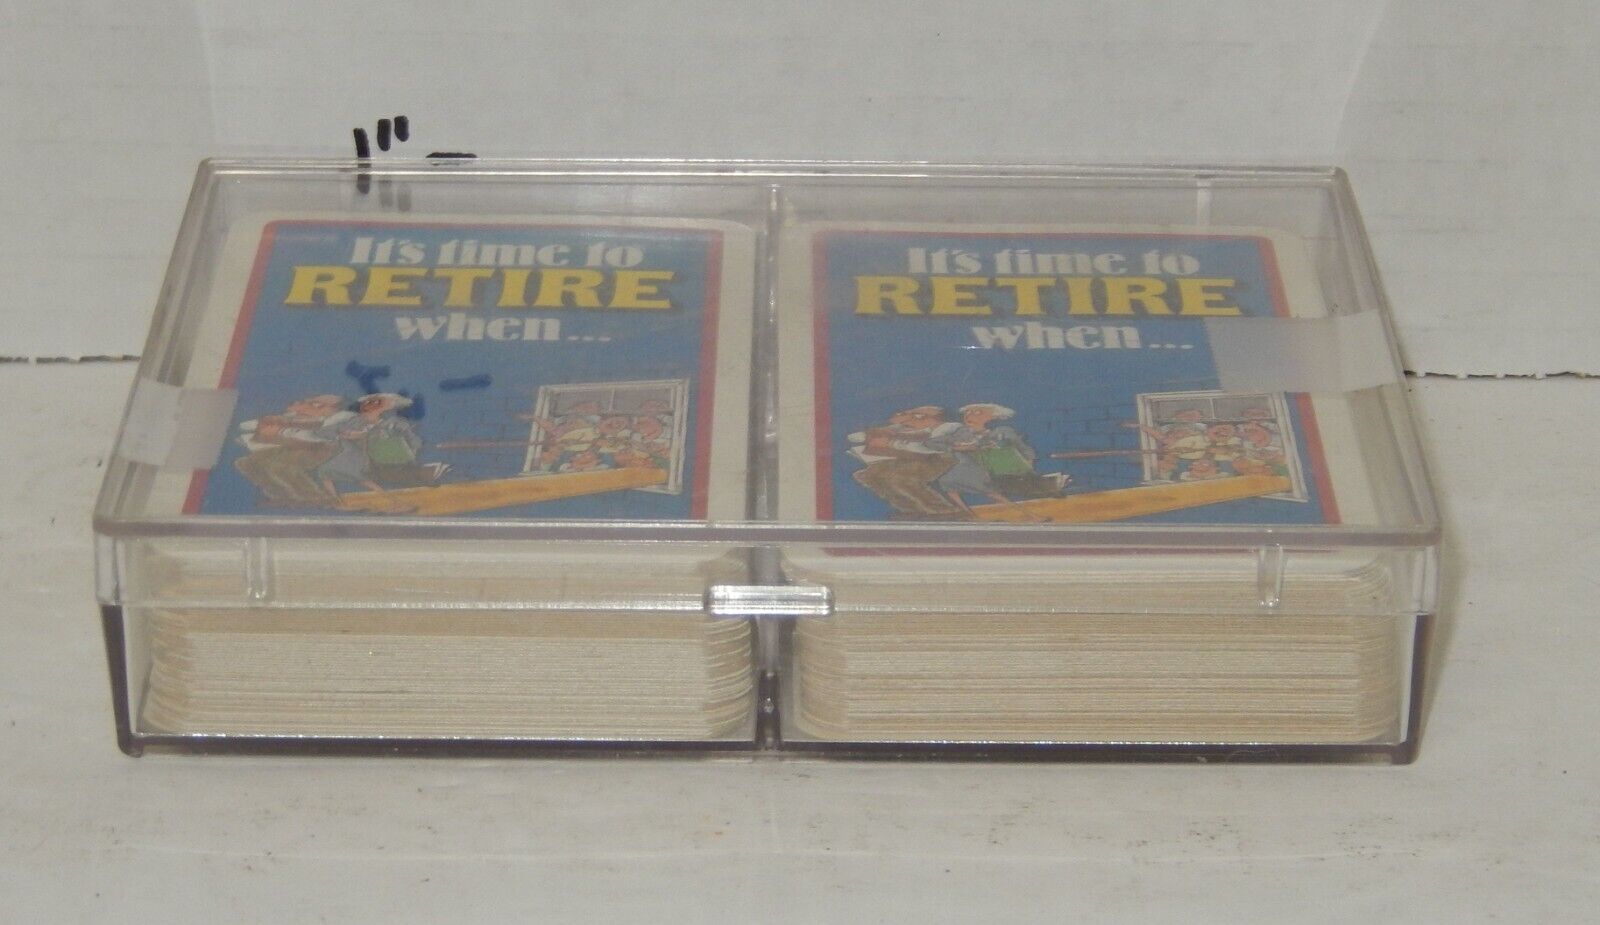 1"
It's time to
RETIRE
when...
It's time to
RETIRE
when...